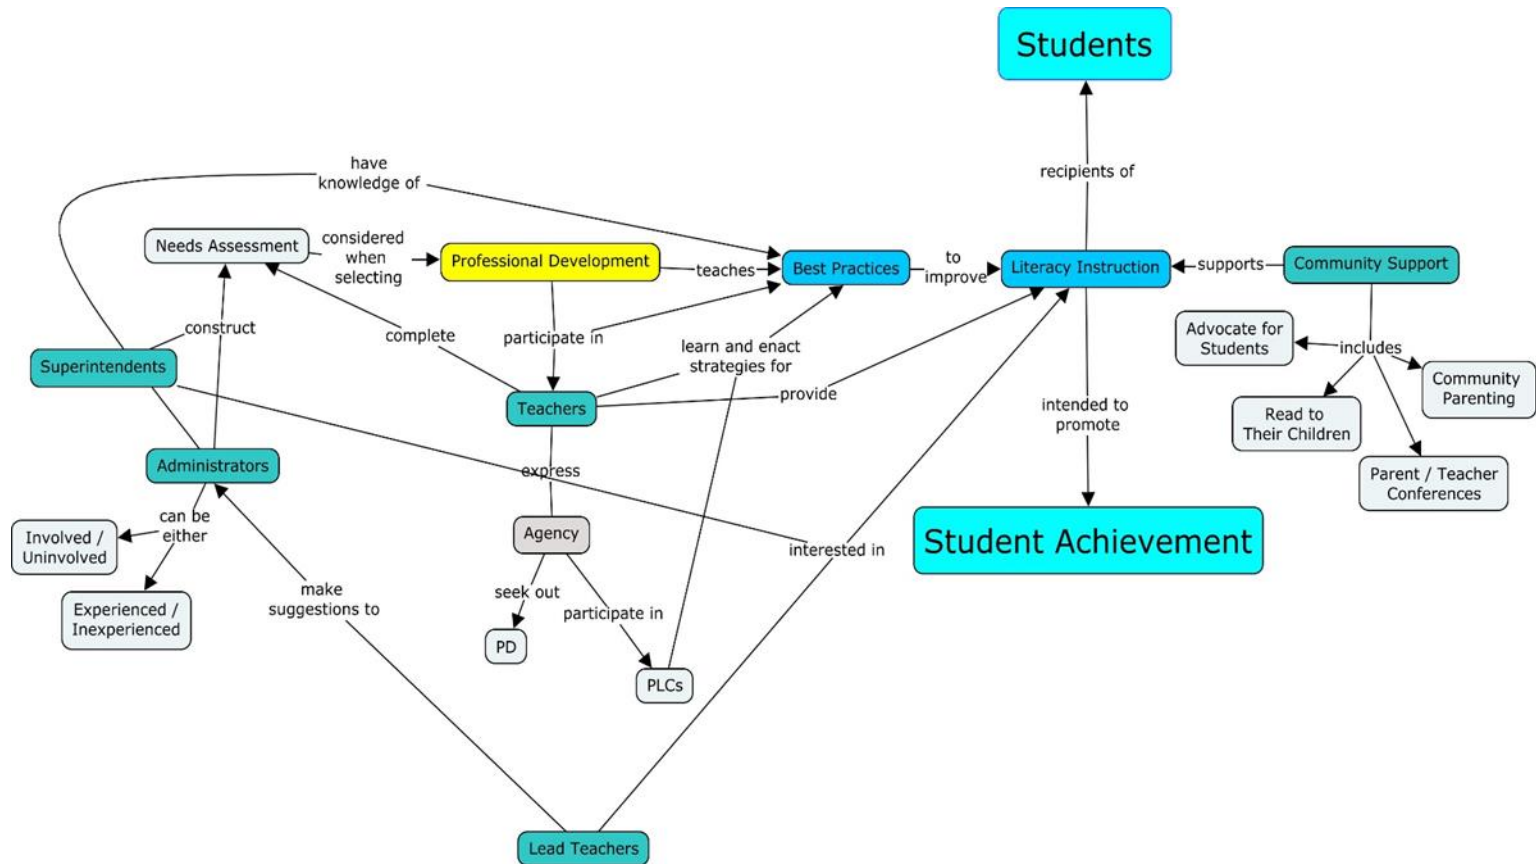 Students
recipients of
have
knowledge of
Needs Assessment
considered
when
selecting
Professional Development
teaches
Best Practices
to
improve
Literacy Instruction
supports
Community Support
construct
complete
participate in
learn and enact
strategies for
Superintendents
Teachers
provide
Advocate for
Students
includes
Community
Parenting
Read to
Their Children
Parent / Teacher
Conferences
intended to
promote
Administrators
express
can be
either
Involved /
Uninvolved
Experienced /
Inexperienced
Agency
interested in
Student Achievement
make
suggestions to
seek out
participate in
PD
PLCs
Lead Teachers